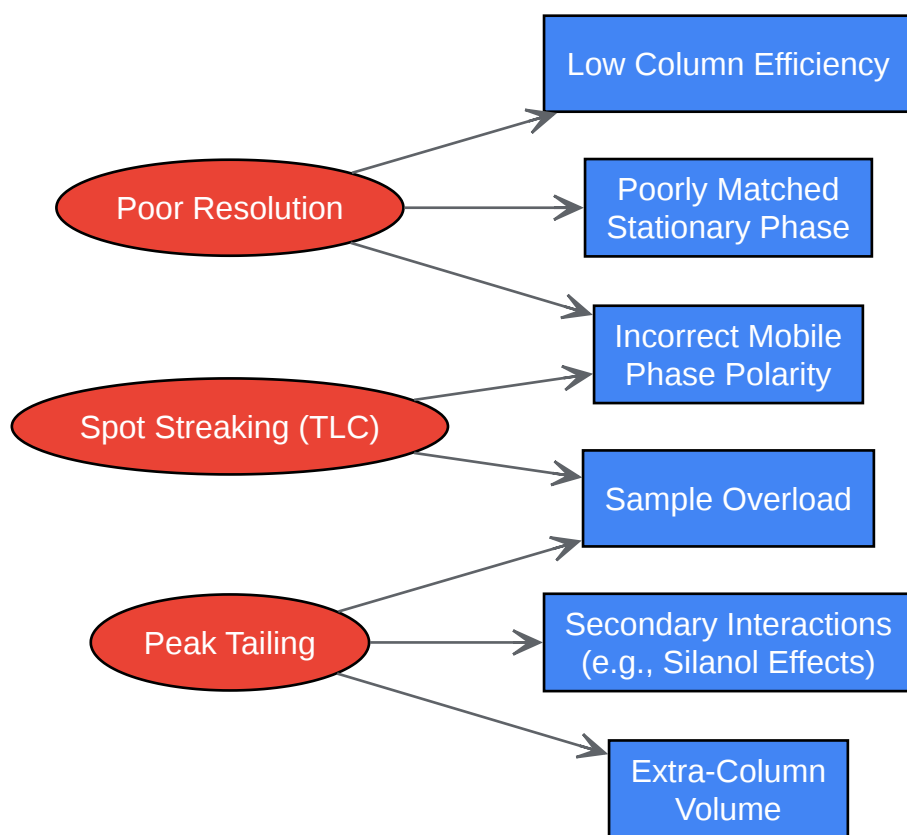 Low Column Efficiency
Poor Resolution
Poorly Matched
Stationary Phase
Incorrect Mobile
Phase Polarity
Spot Streaking (TLC)
Sample Overload
Peak Tailing
Secondary Interactions
(e.g., Silanol Effects)
Extra-Column
Volume